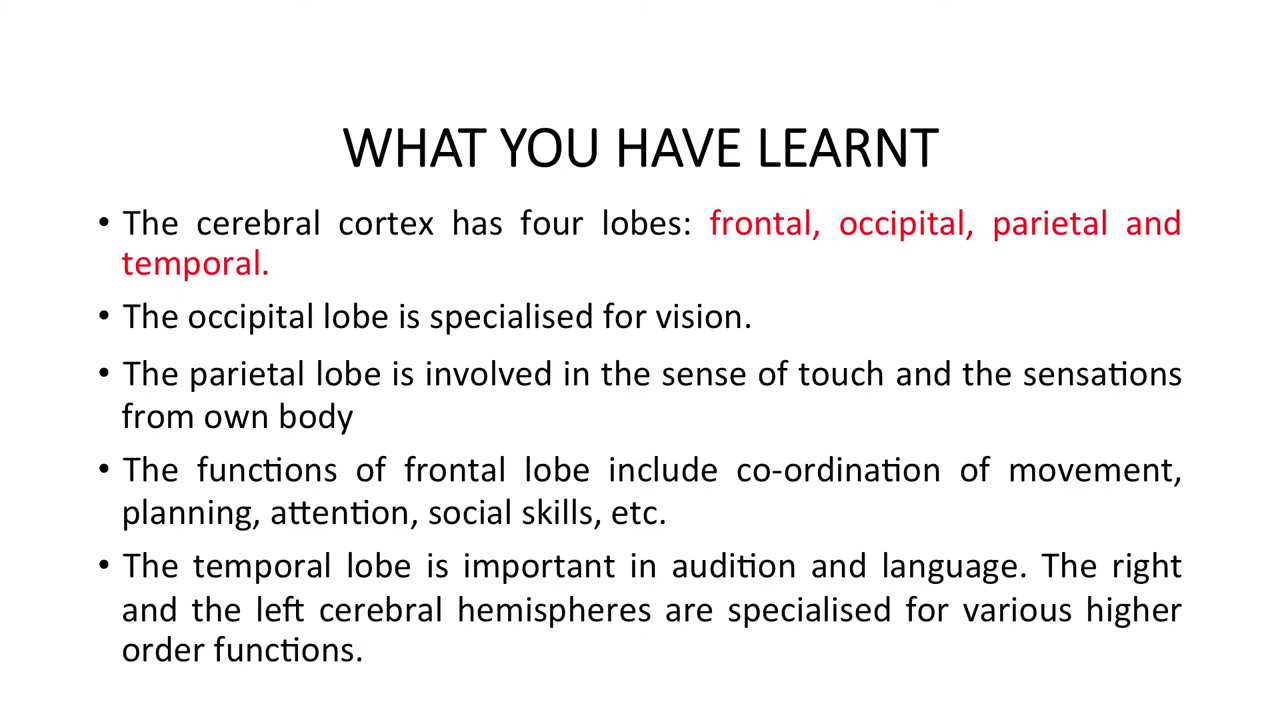 WHAT YOU HAVE LEARNT
• The cerebral cortex has four lobes: frontal, occipital, parietal and
temporal.
• The occipital lobe is specialised for vision.
• The parietal lobe is involved in the sense of touch and the sensations
from own body
• The functions of frontal lobe include co-ordination of movement,
planning, attention, social skills, etc.
• The temporal lobe is important in audition and language. The right
and the left cerebral hemispheres are specialised for various higher
order functions.